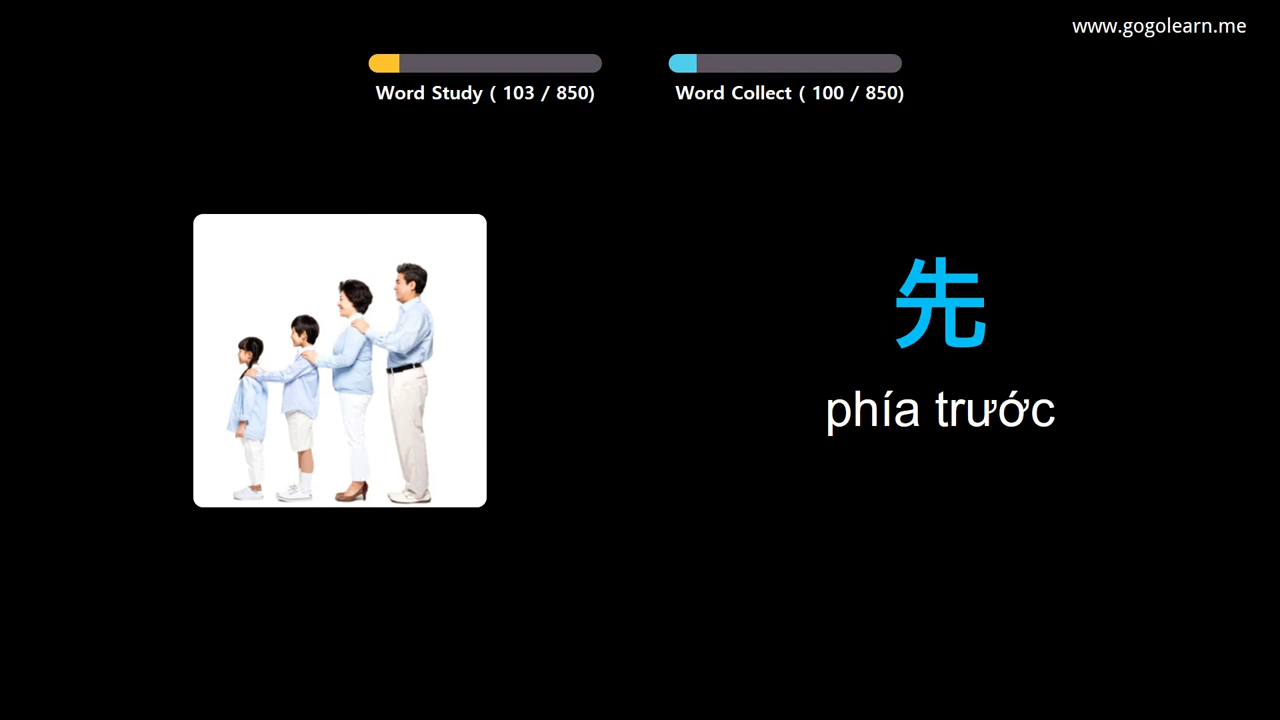 www.gogolearn.me
Word Study ( 103 / 850)
Word Collect ( 100 / 850)
先
phía trước